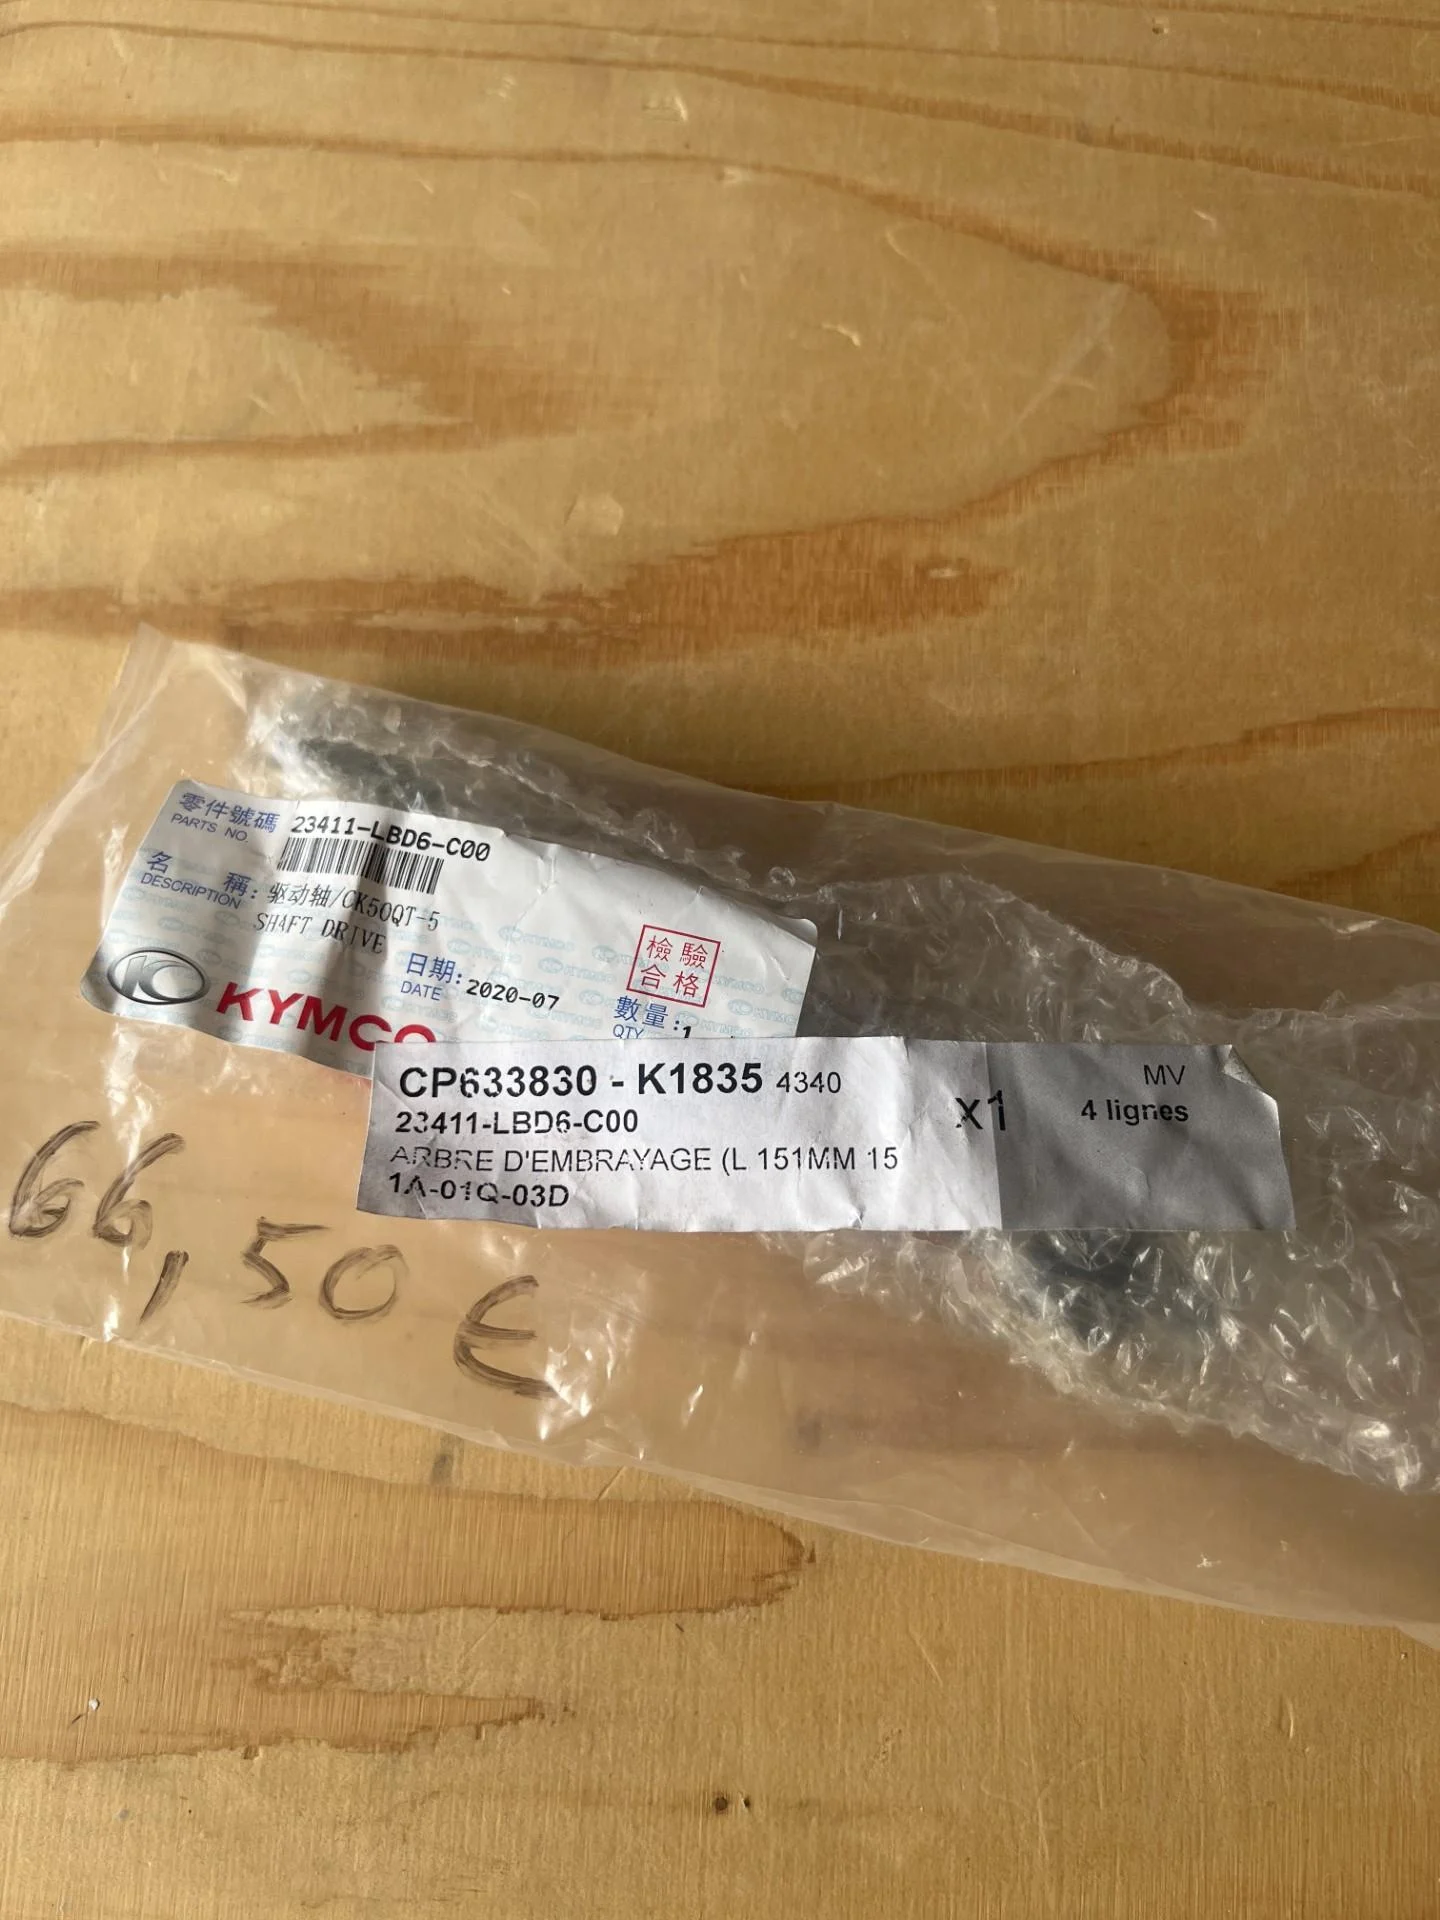 零件號碼 23411-LBD6-C00
PARTS NO.
名 稱: 驱动轴/CK50QT-5
DESCRIPTION SHAFT DRIVE
檢驗
合格
日期: 2020-07
DATE
數量: 1
QTY
KYMCO
CP633830 - K1835 4340
23411-LBD6-C00
ARBRE D'EMBRAYAGE (L 151MM 15
1A-01Q-03D
X1
MV
4 lignes
66,50 €